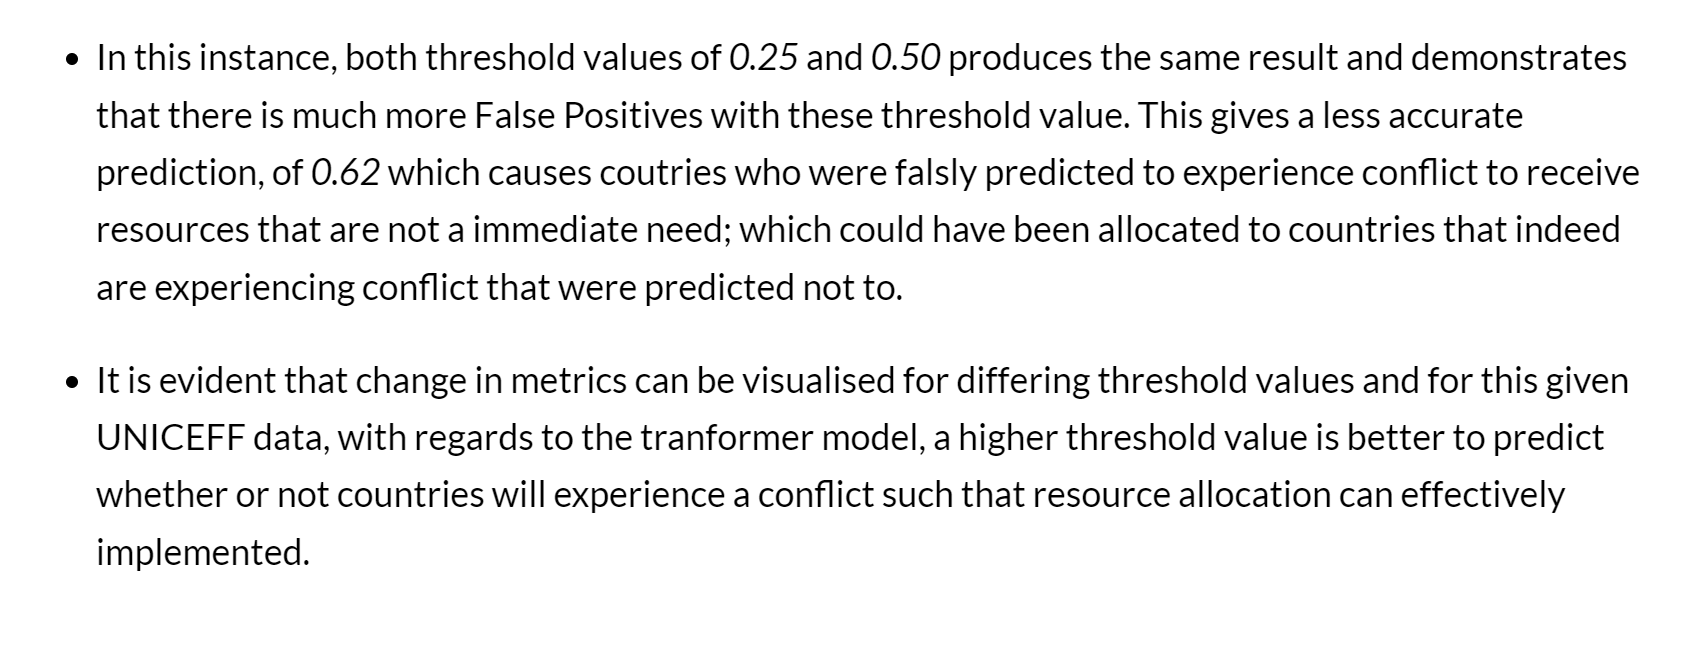 • In this instance, both threshold values of 0.25 and 0.50 produces the same result and demonstrates
that there is much more False Positives with these threshold value. This gives a less accurate
prediction, of 0.62 which causes coutries who were falsly predicted to experience conflict to receive
resources that are not a immediate need; which could have been allocated to countries that indeed
are experiencing conflict that were predicted not to.
• It is evident that change in metrics can be visualised for differing threshold values and for this given
UNICEFF data, with regards to the tranformer model, a higher threshold value is better to predict
whether or not countries will experience a conflict such that resource allocation can effectively
implemented.